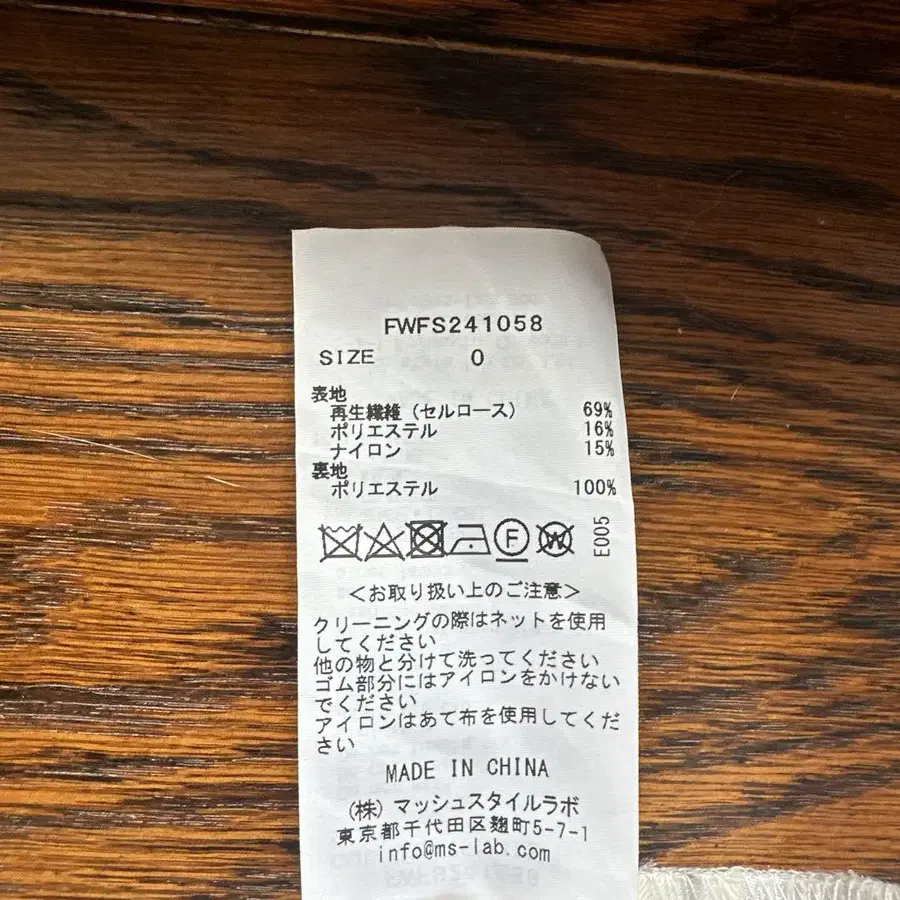 FWFS241058
SIZE 0
表地
再生繊維（セルロース） 69%
ポリエステル 16%
ナイロン 15%
裏地
ポリエステル 100%
F W E005
＜お取り扱い上のご注意＞
クリーニングの際はネットを使用
してください
他の物と分けて洗ってください
ゴム部分にはアイロンをかけない
でください
アイロンはあて布を使用してくだ
さい
MADE IN CHINA
（株）マッシュスタイルラボ
東京都千代田区麹町5-7-1
info@ms-lab.com